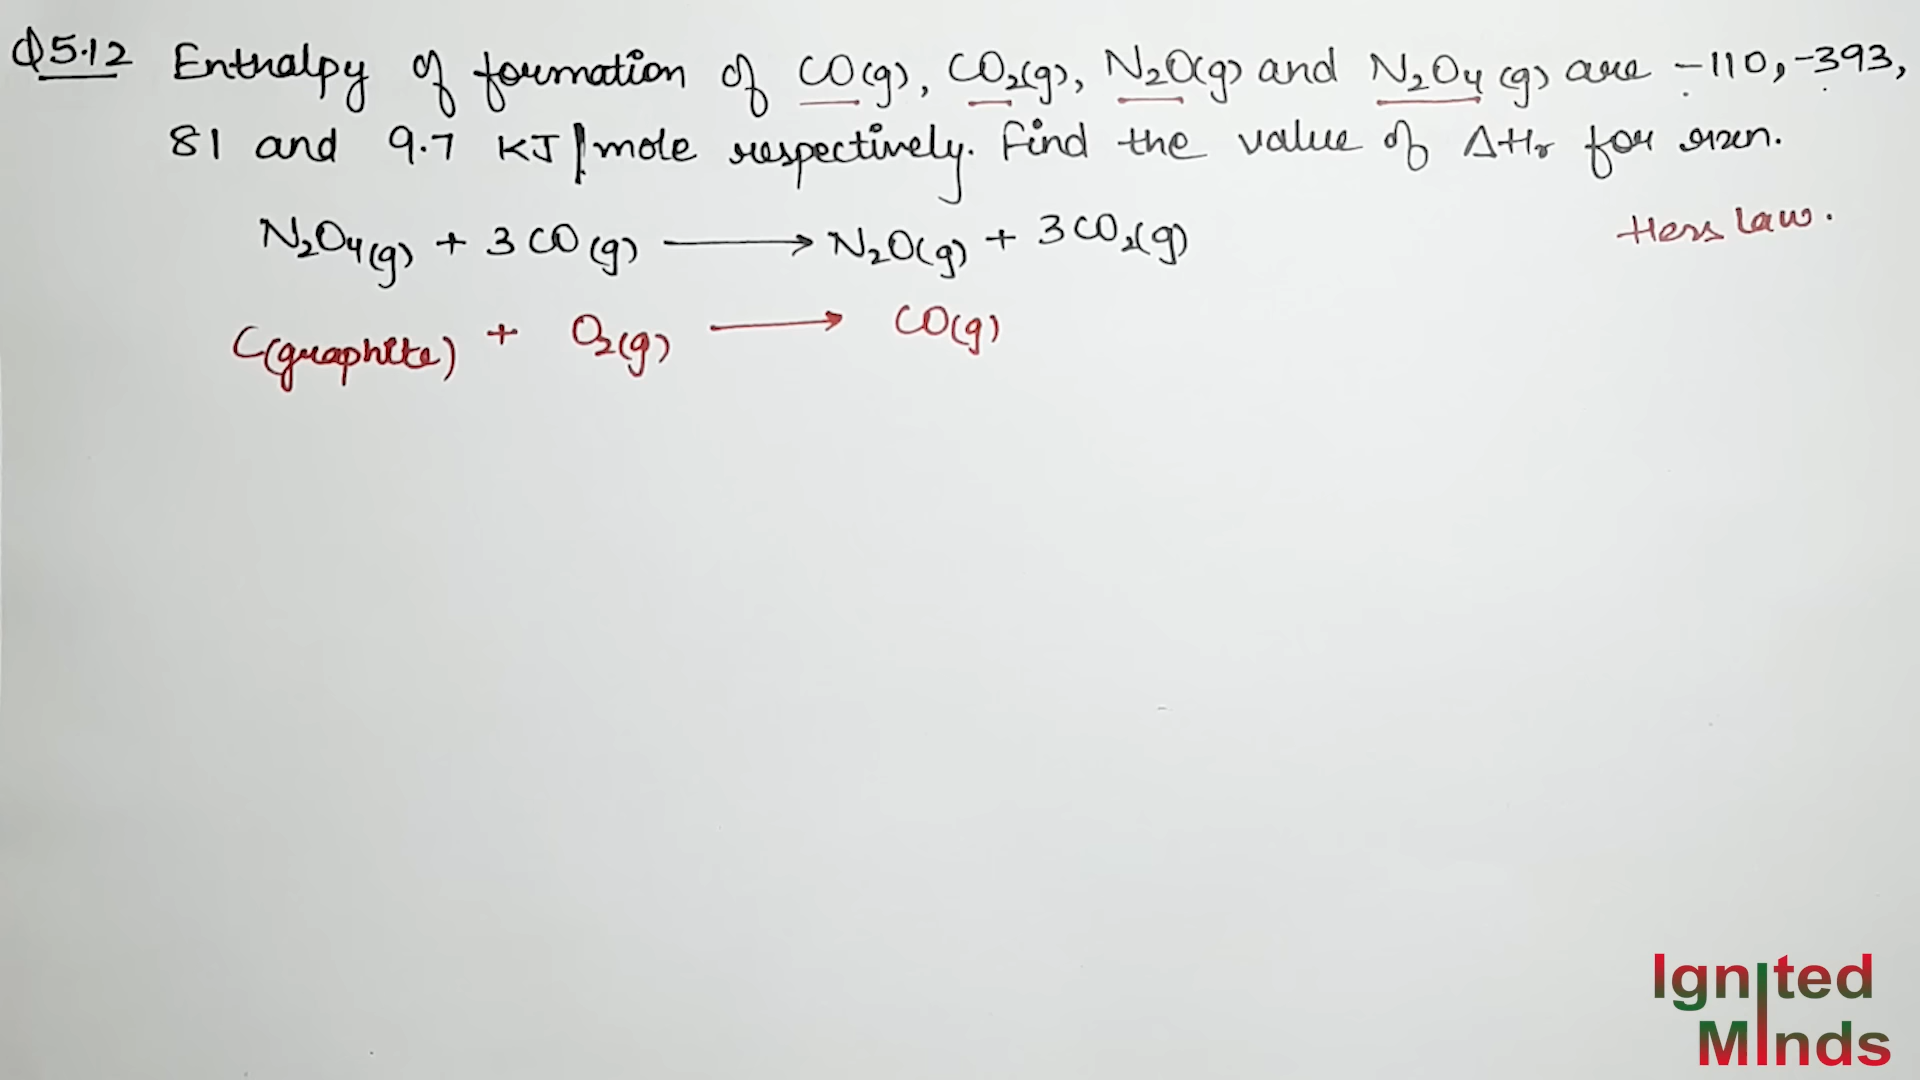 Q5.12 Enthalpy of formation of CO(g), CO₂(g), N₂O(g) and N₂O₄(g) are -110, -393,
81 and 9.7 KJ/mole respectively. Find the value of ΔHr for rxn.
N₂O₄(g) + 3CO(g) ⟶ N₂O(g) + 3CO₂(g)
Hess law.
C(graphite) + O₂(g) ⟶ CO(g)
Ignited
Minds